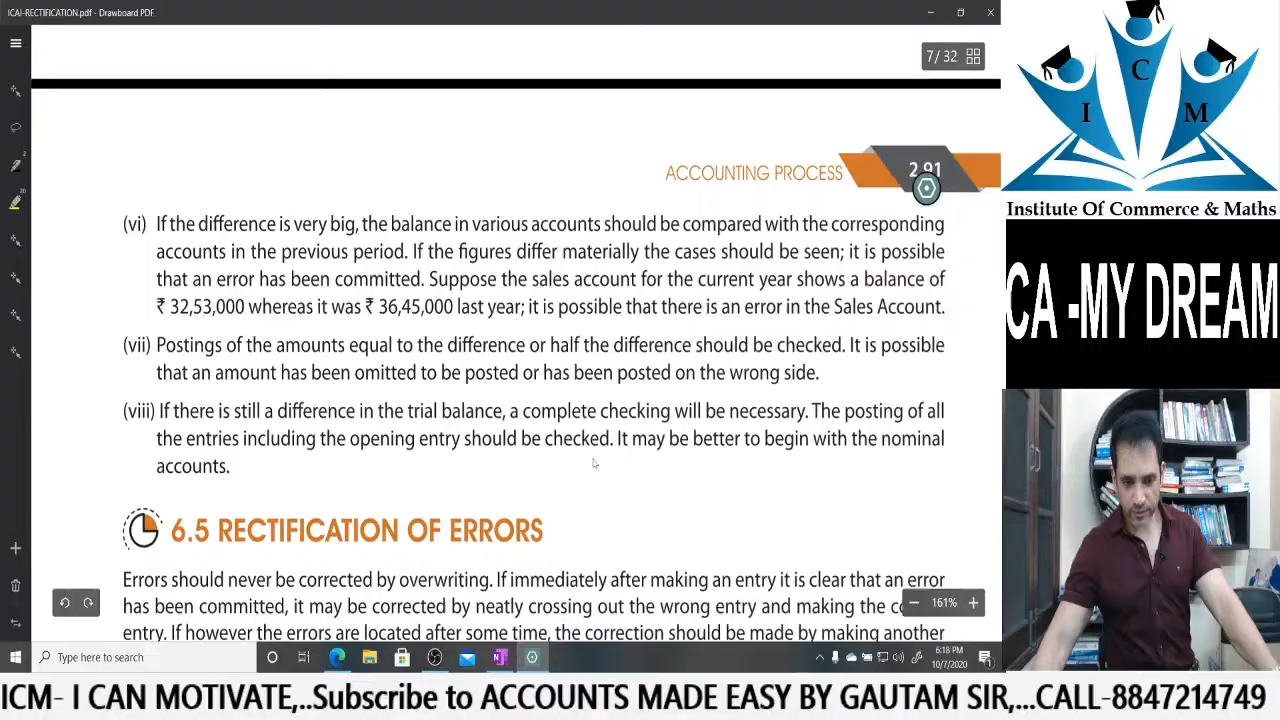 ICAI-RECTIFICATION.pdf - Drawboard PDF
7/ 32
ACCOUNTING PROCESS
2.91
(vi) If the difference is very big, the balance in various accounts should be compared with the corresponding
accounts in the previous period. If the figures differ materially the cases should be seen; it is possible
that an error has been committed. Suppose the sales account for the current year shows a balance of
₹ 32,53,000 whereas it was ₹ 36,45,000 last year; it is possible that there is an error in the Sales Account.
(vii) Postings of the amounts equal to the difference or half the difference should be checked. It is possible
that an amount has been omitted to be posted or has been posted on the wrong side.
(viii) If there is still a difference in the trial balance, a complete checking will be necessary. The posting of all
the entries including the opening entry should be checked. It may be better to begin with the nominal
accounts.
6.5 RECTIFICATION OF ERRORS
Errors should never be corrected by overwriting. If immediately after making an entry it is clear that an error
has been committed, it may be corrected by neatly crossing out the wrong entry and making the
entry. If however the errors are located after some time, the correction should be made by making another
161%
Type here to search
6:18 PM
10/7/2020
I C M
Institute Of Commerce & Maths
CA -MY DREAM
ICM- I CAN MOTIVATE,..Subscribe to ACCOUNTS MADE EASY BY GAUTAM SIR,...CALL-8847214749